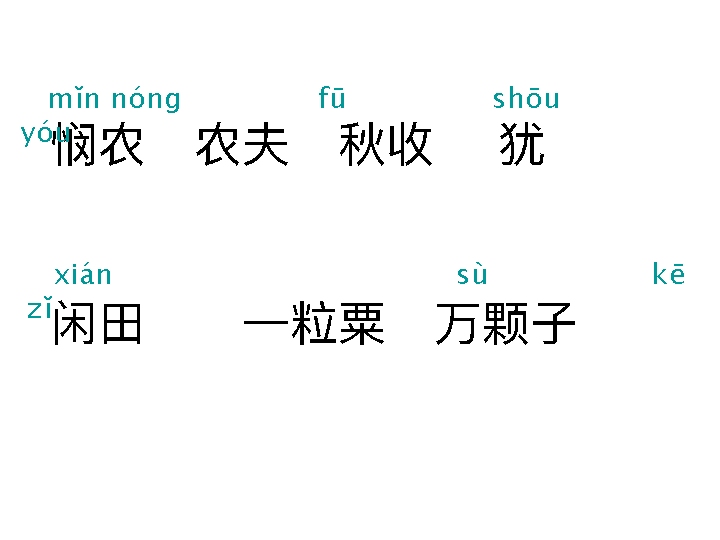 mǐn nóng fū shōu
yóu
悯农 农夫 秋收 犹
xián sù kē
zǐ
闲田 一粒粟 万颗子